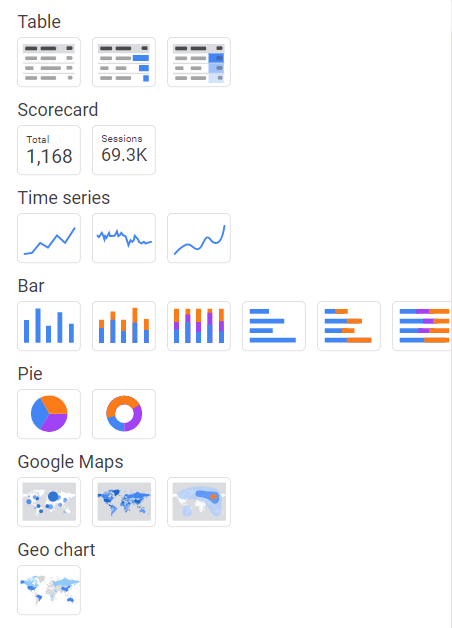 Table
Scorecard
Total
1,168
Sessions
69.3K
Time series
Bar
Pie
Google Maps
Geo chart